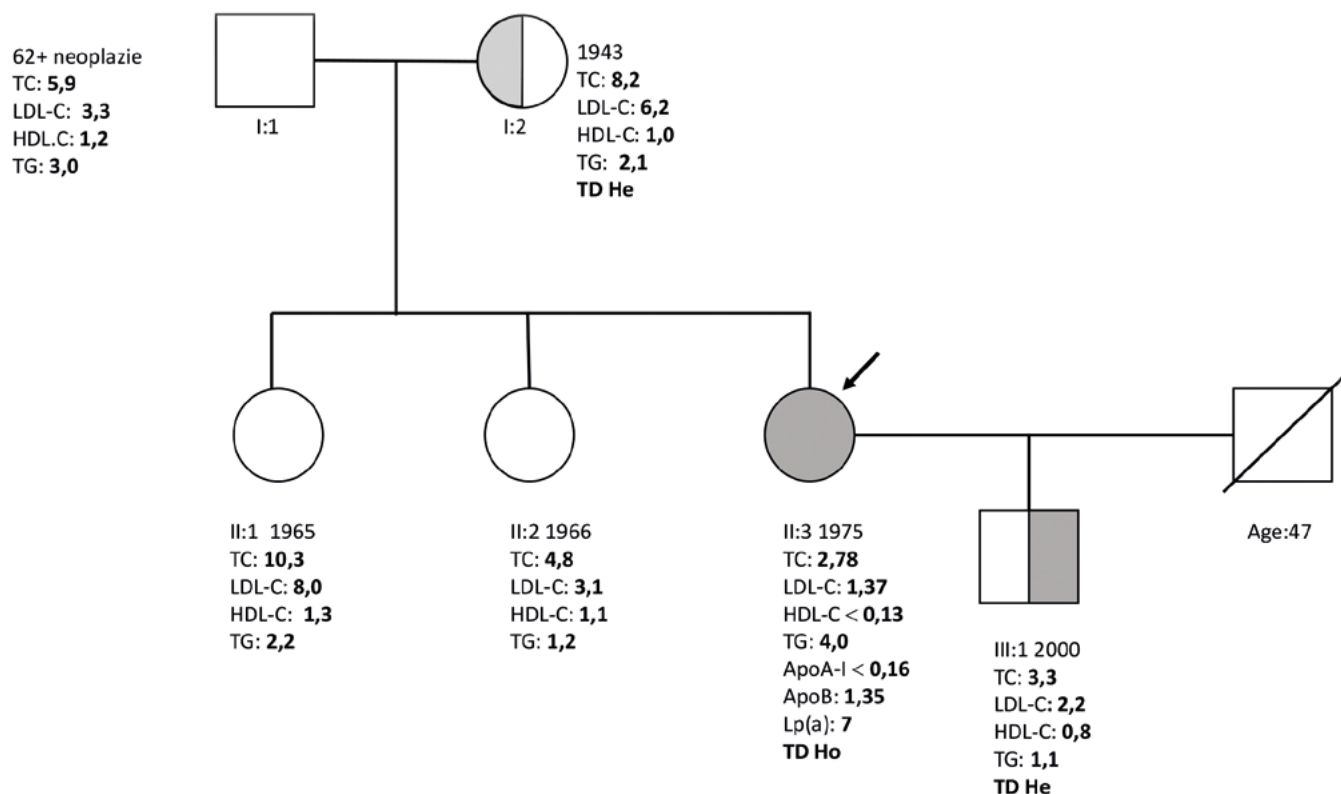 62+ neoplazie
TC: 5,9
LDL-C: 3,3
HDL.C: 1,2
TG: 3,0
I:1
I:2
1943
TC: 8,2
LDL-C: 6,2
HDL-C: 1,0
TG: 2,1
TD He
II:1 1965
TC: 10,3
LDL-C: 8,0
HDL-C: 1,3
TG: 2,2
II:2 1966
TC: 4,8
LDL-C: 3,1
HDL-C: 1,1
TG: 1,2
II:3 1975
TC: 2,78
LDL-C: 1,37
HDL-C < 0,13
TG: 4,0
ApoA-I < 0,16
ApoB: 1,35
Lp(a): 7
TD Ho
Age:47
III:1 2000
TC: 3,3
LDL-C: 2,2
HDL-C: 0,8
TG: 1,1
TD He